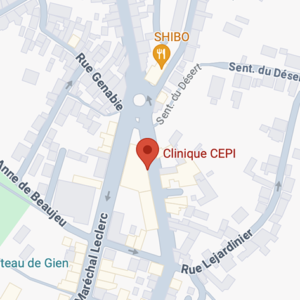 SHIBO
Rue Genabie
Sent. du Désert
Sent. du Déser
Clinique CEPI
Anne de Beaujeu
Maréchal Leclerc
teau de Gien
Rue Lejardinier